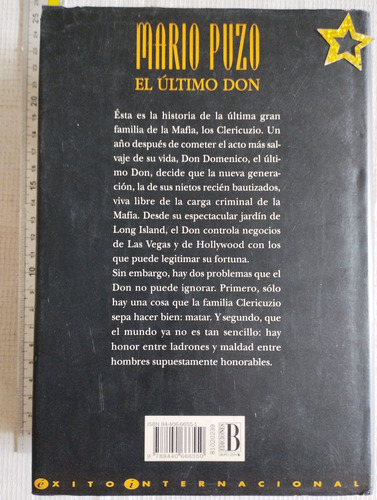 MARIO PUZO
EL ÚLTIMO DON
Ésta es la historia de la última gran
familia de la Mafia, los Clericuzio. Un
año después de cometer el acto más sal-
vaje de su vida, Don Domenico, el últi-
mo Don, decide que la nueva genera-
ción, la de sus nietos recién bautizados,
viva libre de la carga criminal de la
Mafia. Desde su espectacular jardín de
Long Island, el Don controla negocios
de Las Vegas y de Hollywood con los
que puede legitimar su fortuna.
Sin embargo, hay dos problemas que el
Don no puede ignorar. Primero, sólo
hay una cosa que la familia Clericuzio
sepa hacer bien: matar. Y segundo, que
el mundo ya no es tan sencillo: hay
honor entre ladrones y maldad entre
hombres supuestamente honorables.
B
éXITO iNTERNACIONAL